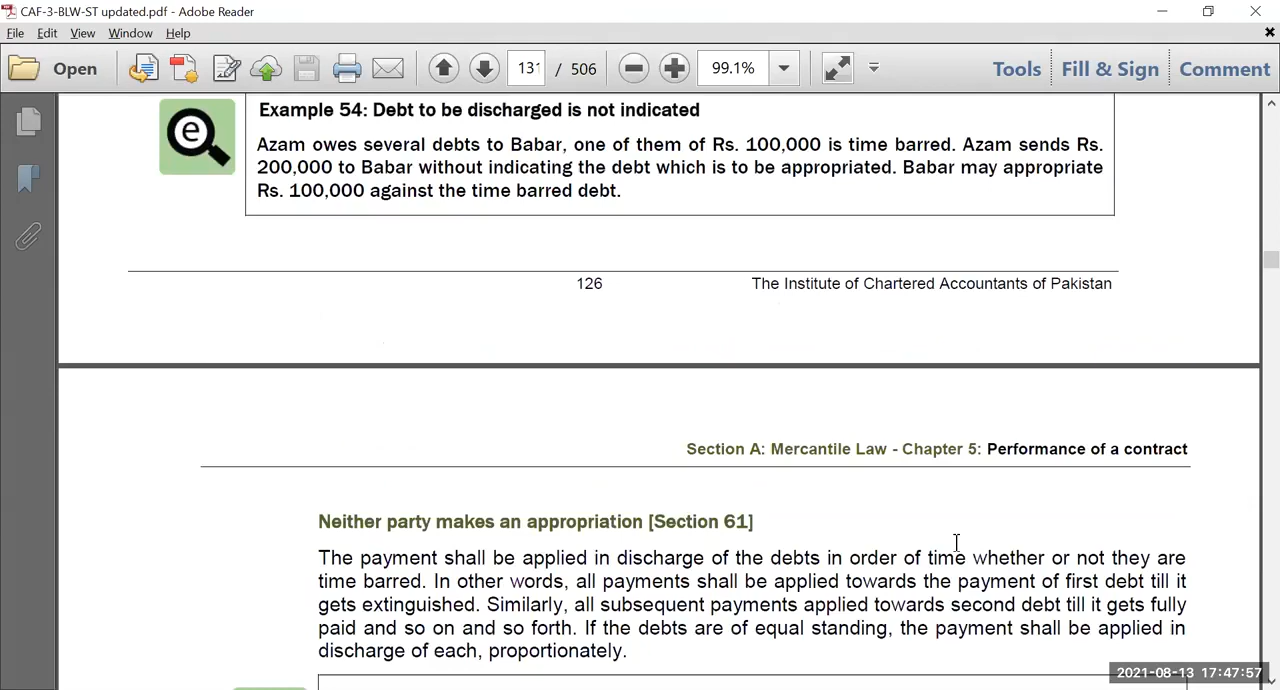 CAF-3-BLW-ST updated.pdf - Adobe Reader
File Edit View Window Help
Open 131 / 506 99.1% Tools Fill & Sign Comment
Example 54: Debt to be discharged is not indicated
Azam owes several debts to Babar, one of them of Rs. 100,000 is time barred. Azam sends Rs.
200,000 to Babar without indicating the debt which is to be appropriated. Babar may appropriate
Rs. 100,000 against the time barred debt.
126 The Institute of Chartered Accountants of Pakistan
Section A: Mercantile Law - Chapter 5: Performance of a contract
Neither party makes an appropriation [Section 61]
The payment shall be applied in discharge of the debts in order of time whether or not they are
time barred. In other words, all payments shall be applied towards the payment of first debt till it
gets extinguished. Similarly, all subsequent payments applied towards second debt till it gets fully
paid and so on and so forth. If the debts are of equal standing, the payment shall be applied in
discharge of each, proportionately.
2021-08-13 17:47:57